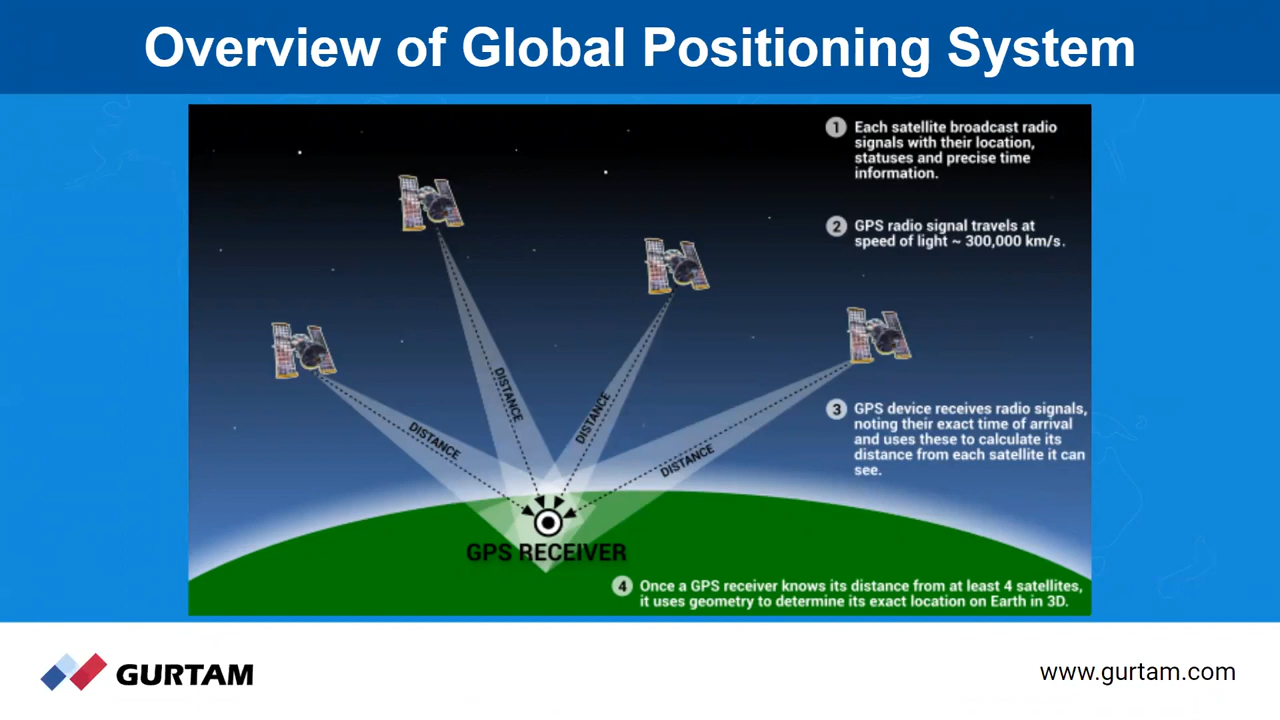 Overview of Global Positioning System
1 Each satellite broadcast radio
signals with their location,
statuses and precise time
information.
2 GPS radio signal travels at
speed of light ~ 300,000 km/s.
DISTANCE
DISTANCE
DISTANCE
DISTANCE
3 GPS device receives radio signals,
noting their exact time of arrival
and uses these to calculate its
distance from each satellite it can
see.
GPS RECEIVER
4 Once a GPS receiver knows its distance from at least 4 satellites,
it uses geometry to determine its exact location on Earth in 3D.
GURTAM
www.gurtam.com